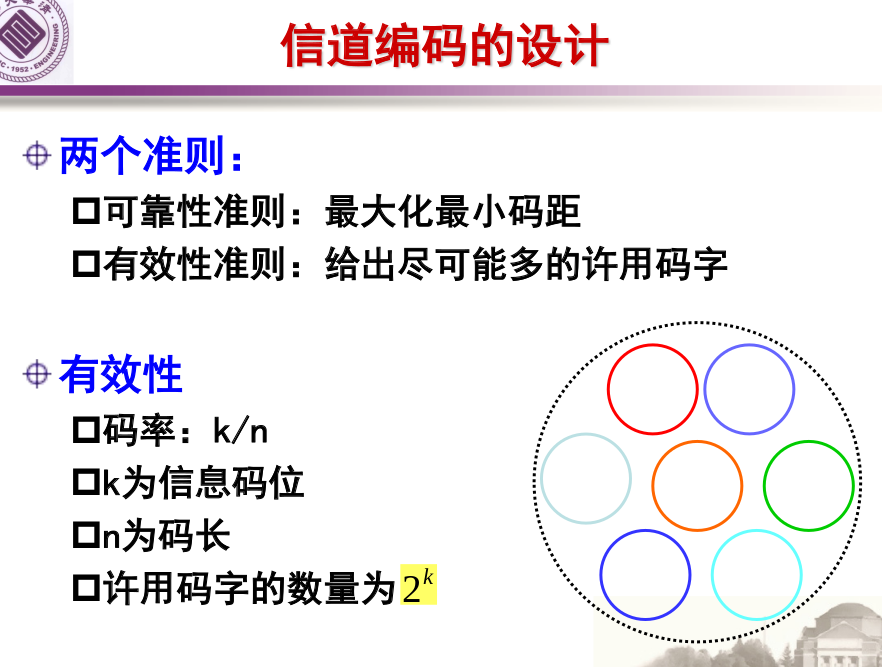 信道编码的设计
两个准则：
可靠性准则：最大化最小码距
有效性准则：给出尽可能多的许用码字
有效性
码率：k/n
k为信息码位
n为码长
许用码字的数量为 2^k